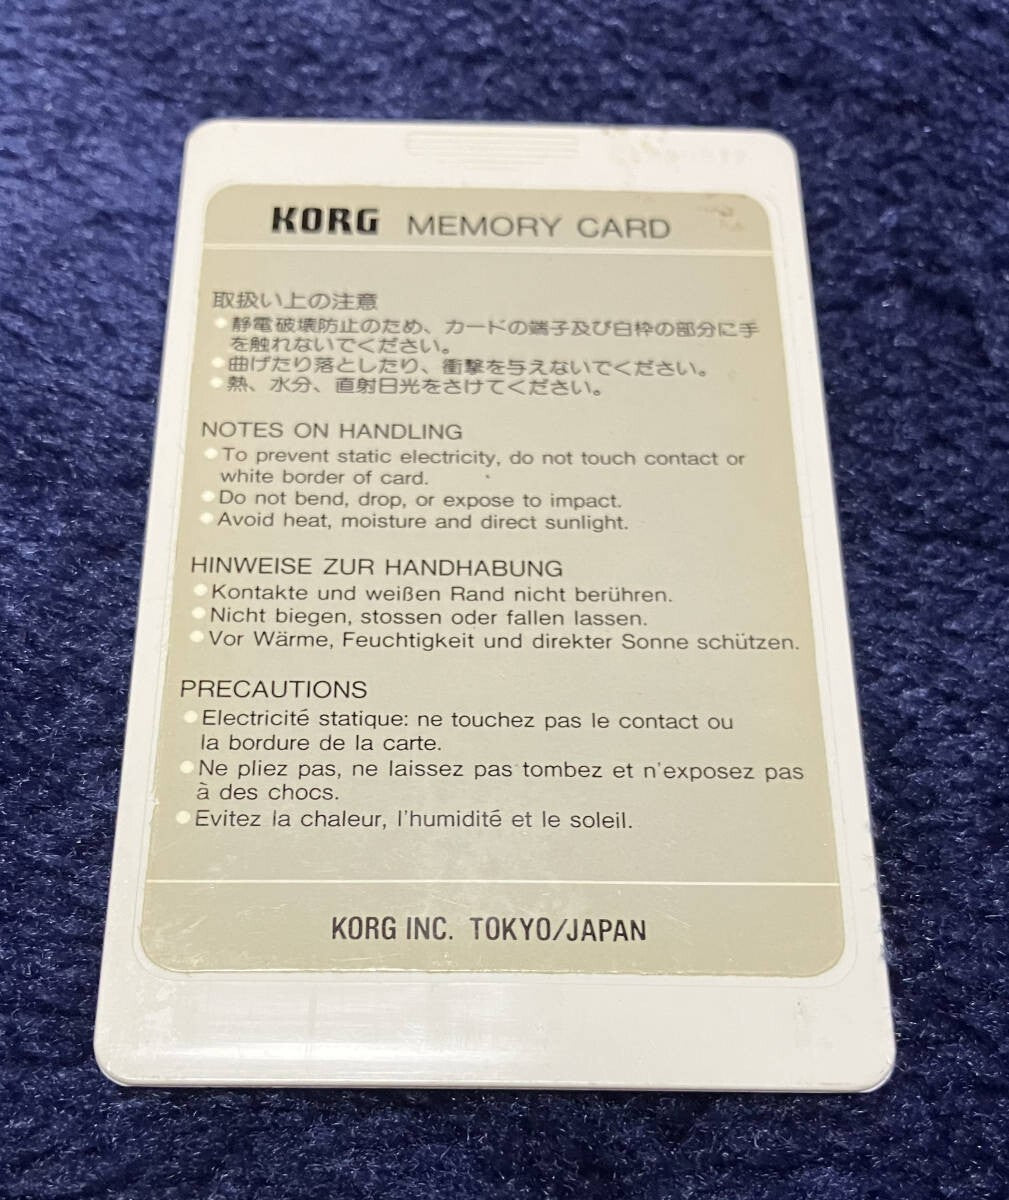 KORG MEMORY CARD
取扱い上の注意
●静電破壊防止のため、カードの端子及び白枠の部分に手
を触れないでください。
●曲げたり落としたり、衝撃を与えないでください。
●熱、水分、直射日光をさけてください。
NOTES ON HANDLING
●To prevent static electricity, do not touch contact or
white border of card.
●Do not bend, drop, or expose to impact.
●Avoid heat, moisture and direct sunlight.
HINWEISE ZUR HANDHABUNG
●Kontakte und weißen Rand nicht berühren.
●Nicht biegen, stossen oder fallen lassen.
●Vor Wärme, Feuchtigkeit und direkter Sonne schützen.
PRECAUTIONS
●Electricité statique: ne touchez pas le contact ou
la bordure de la carte.
●Ne pliez pas, ne laissez pas tombez et n'exposez pas
à des chocs.
●Evitez la chaleur, l'humidité et le soleil.
KORG INC. TOKYO/JAPAN